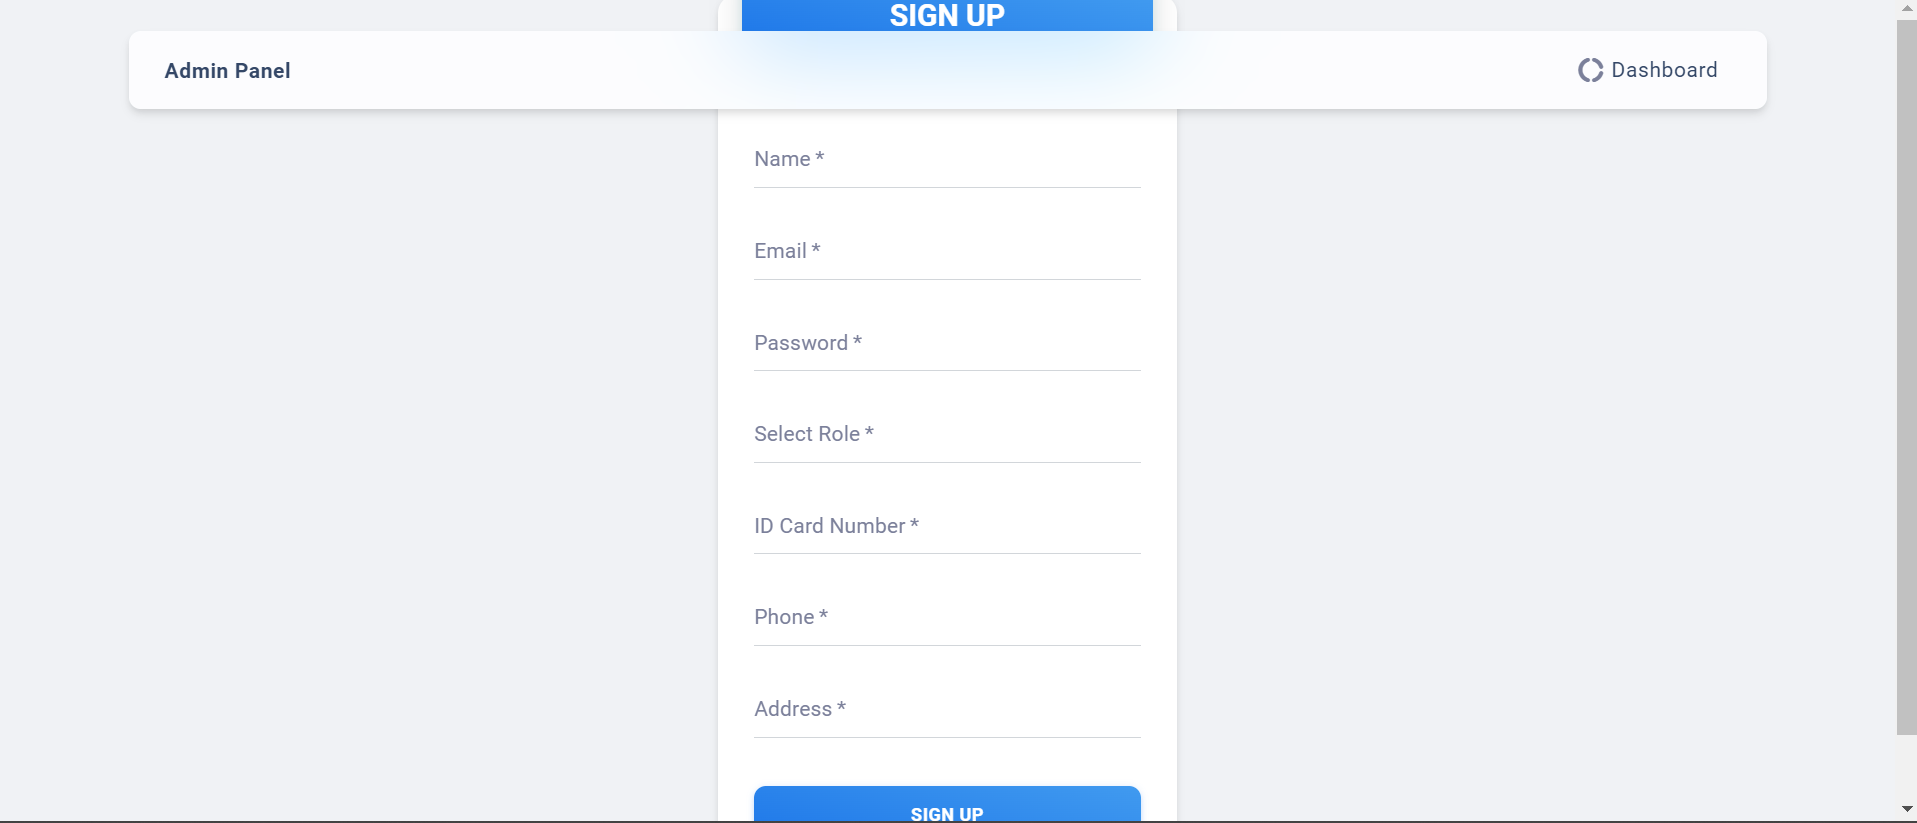 SIGN UP
Admin Panel
Dashboard
Name *
Email *
Password *
Select Role *
ID Card Number *
Phone *
Address *
SIGN UP